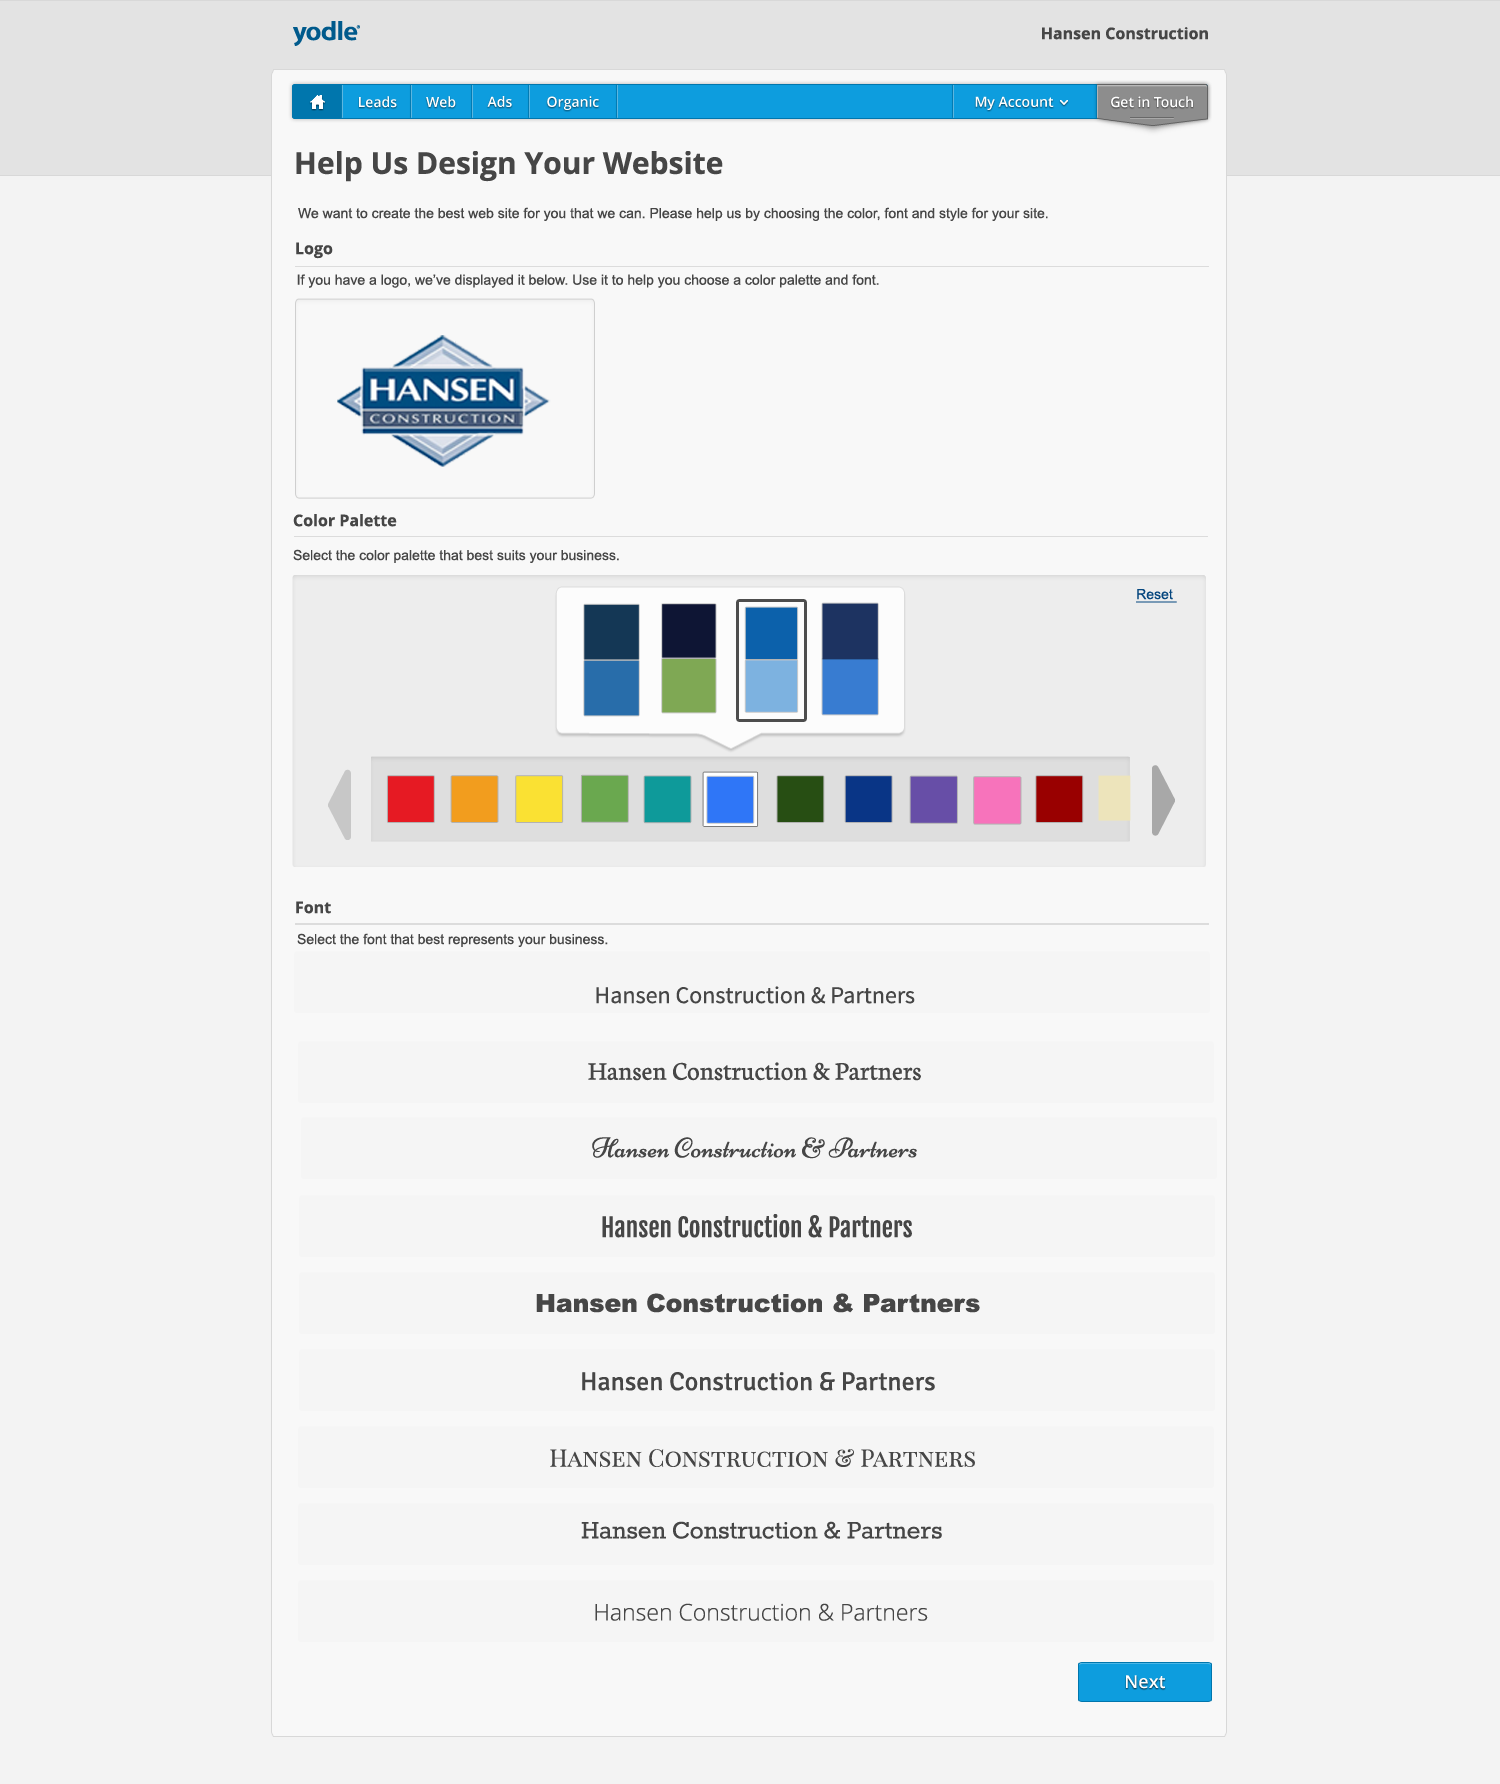 yodle
Hansen Construction
Leads Web Ads Organic My Account Get in Touch
Help Us Design Your Website
We want to create the best web site for you that we can. Please help us by choosing the color, font and style for your site.
Logo
If you have a logo, we've displayed it below. Use it to help you choose a color palette and font.
HANSEN
CONSTRUCTION
Color Palette
Select the color palette that best suits your business.
Reset
Font
Select the font that best represents your business.
Hansen Construction & Partners
Hansen Construction & Partners
Hansen Construction & Partners
Hansen Construction & Partners
Hansen Construction & Partners
Hansen Construction & Partners
Hansen Construction & Partners
Hansen Construction & Partners
Hansen Construction & Partners
Next